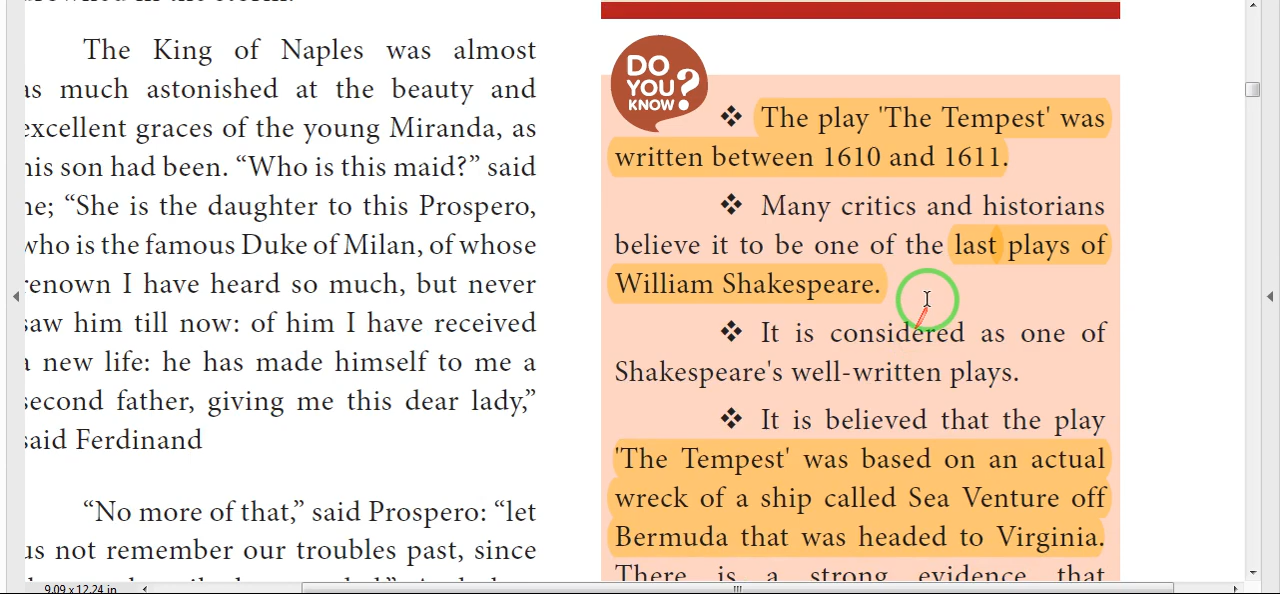 The King of Naples was almost
as much astonished at the beauty and
excellent graces of the young Miranda, as
his son had been. “Who is this maid?” said
he; “She is the daughter to this Prospero,
who is the famous Duke of Milan, of whose
renown I have heard so much, but never
saw him till now: of him I have received
a new life: he has made himself to me a
second father, giving me this dear lady,”
said Ferdinand
“No more of that,” said Prospero: “let
us not remember our troubles past, since
DO
YOU
KNOW?
❖ The play 'The Tempest' was
written between 1610 and 1611.
❖ Many critics and historians
believe it to be one of the last plays of
William Shakespeare.
❖ It is considered as one of
Shakespeare's well-written plays.
❖ It is believed that the play
'The Tempest' was based on an actual
wreck of a ship called Sea Venture off
Bermuda that was headed to Virginia.
There is a strong evidence that
9.09 x 12.24 in